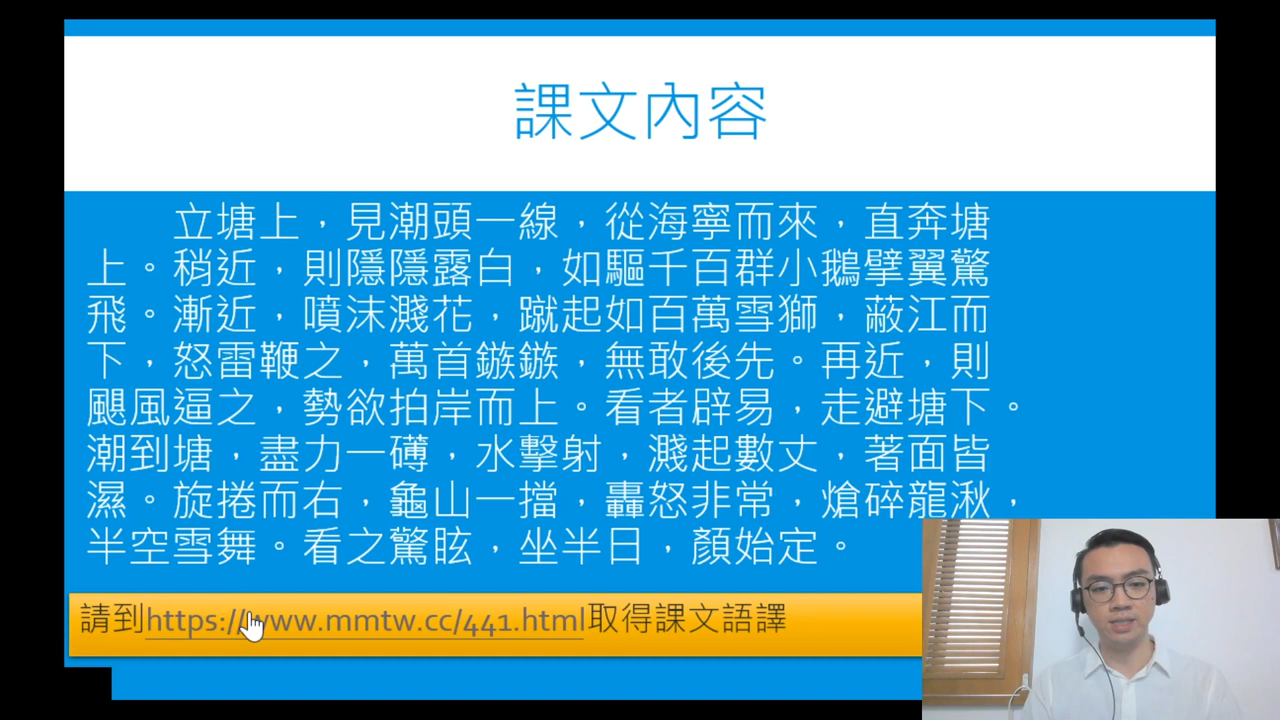 課文內容
立塘上，見潮頭一線，從海寧而來，直奔塘
上。稍近，則隱隱露白，如驅千百群小鵝擘翼驚
飛。漸近，噴沫濺花，蹴起如百萬雪獅，蔽江而
下，怒雷鞭之，萬首鏃鏃，無敢後先。再近，則
颶風逼之，勢欲拍岸而上。看者辟易，走避塘下。
潮到塘，盡力一礡，水擊射，濺起數丈，著面皆
濕。旋捲而右，龜山一擋，轟怒非常，熗碎龍湫，
半空雪舞。看之驚眩，坐半日，顏始定。
請到https://www.mmtw.cc/441.html取得課文語譯